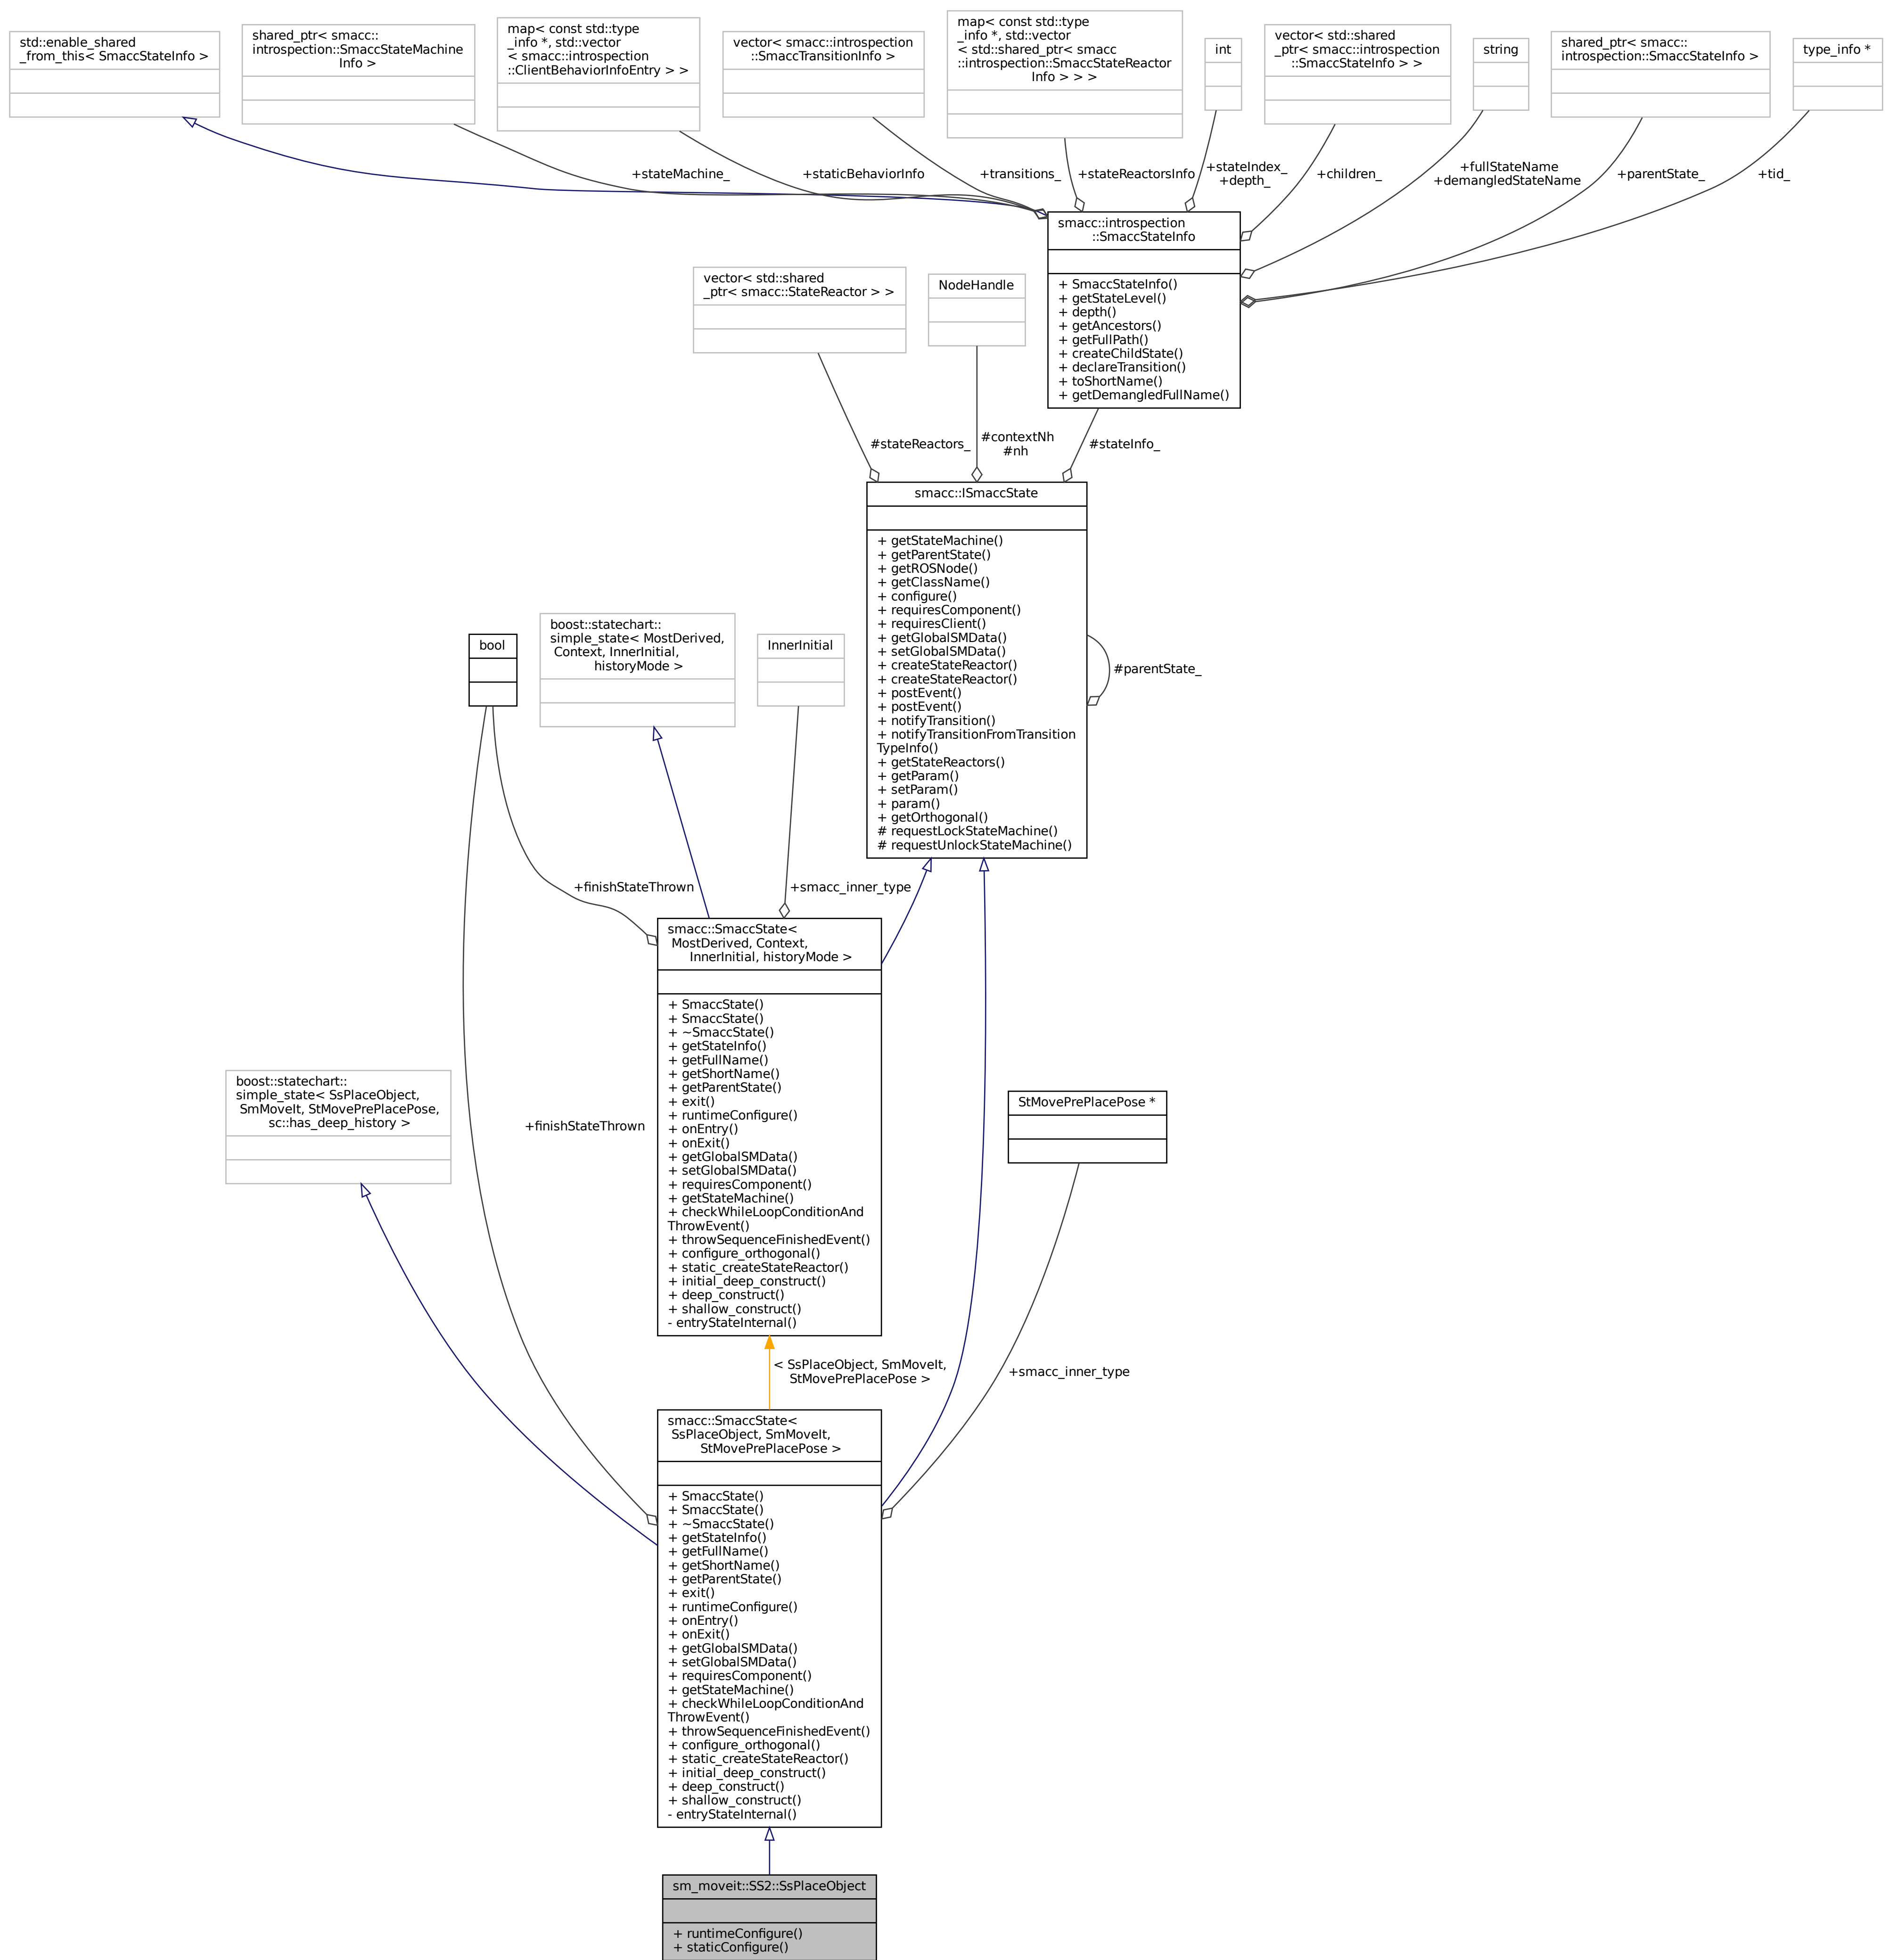 std::enable_shared
_from_this< SmaccStateInfo >
shared_ptr< smacc::
introspection::SmaccStateMachine
Info >
map< const std::type
_info *, std::vector
< smacc::introspection
::ClientBehaviorInfoEntry > >
vector< smacc::introspection
::SmaccTransitionInfo >
map< const std::type
_info *, std::vector
< std::shared_ptr< smacc
::introspection::SmaccStateReactor
Info > > >
int
vector< std::shared
_ptr< smacc::introspection
::SmaccStateInfo > >
string
shared_ptr< smacc::
introspection::SmaccStateInfo >
type_info *
+stateMachine_
+staticBehaviorInfo
+transitions_
+stateReactorsInfo
+stateIndex_
+depth_
+children_
+fullStateName
+demangledStateName
+parentState_
+tid_
smacc::introspection
::SmaccStateInfo
+ SmaccStateInfo()
+ getStateLevel()
+ depth()
+ getAncestors()
+ getFullPath()
+ createChildState()
+ declareTransition()
+ toShortName()
+ getDemangledFullName()
vector< std::shared
_ptr< smacc::StateReactor > >
NodeHandle
#stateReactors_
#contextNh
#nh
#stateInfo_
smacc::ISmaccState
+ getStateMachine()
+ getParentState()
+ getROSNode()
+ getClassName()
+ configure()
+ requiresComponent()
+ requiresClient()
+ getGlobalSMData()
+ setGlobalSMData()
+ createStateReactor()
+ createStateReactor()
+ postEvent()
+ postEvent()
+ notifyTransition()
+ notifyTransitionFromTransition
TypeInfo()
+ getStateReactors()
+ getParam()
+ setParam()
+ param()
+ getOrthogonal()
# requestLockStateMachine()
# requestUnlockStateMachine()
#parentState_
bool
boost::statechart::
simple_state< MostDerived,
Context, InnerInitial,
historyMode >
InnerInitial
+finishStateThrown
+smacc_inner_type
smacc::SmaccState<
MostDerived, Context,
InnerInitial, historyMode >
+ SmaccState()
+ SmaccState()
+ ~SmaccState()
+ getStateInfo()
+ getFullName()
+ getShortName()
+ getParentState()
+ exit()
+ runtimeConfigure()
+ onEntry()
+ onExit()
+ getGlobalSMData()
+ setGlobalSMData()
+ requiresComponent()
+ getStateMachine()
+ checkWhileLoopConditionAnd
ThrowEvent()
+ throwSequenceFinishedEvent()
+ configure_orthogonal()
+ static_createStateReactor()
+ initial_deep_construct()
+ deep_construct()
+ shallow_construct()
- entryStateInternal()
boost::statechart::
simple_state< SsPlaceObject,
SmMoveIt, StMovePrePlacePose,
sc::has_deep_history >
+finishStateThrown
StMovePrePlacePose *
< SsPlaceObject, SmMoveIt,
StMovePrePlacePose >
+smacc_inner_type
smacc::SmaccState<
SsPlaceObject, SmMoveIt,
StMovePrePlacePose >
+ SmaccState()
+ SmaccState()
+ ~SmaccState()
+ getStateInfo()
+ getFullName()
+ getShortName()
+ getParentState()
+ exit()
+ runtimeConfigure()
+ onEntry()
+ onExit()
+ getGlobalSMData()
+ setGlobalSMData()
+ requiresComponent()
+ getStateMachine()
+ checkWhileLoopConditionAnd
ThrowEvent()
+ throwSequenceFinishedEvent()
+ configure_orthogonal()
+ static_createStateReactor()
+ initial_deep_construct()
+ deep_construct()
+ shallow_construct()
- entryStateInternal()
sm_moveit::SS2::SsPlaceObject
+ runtimeConfigure()
+ staticConfigure()